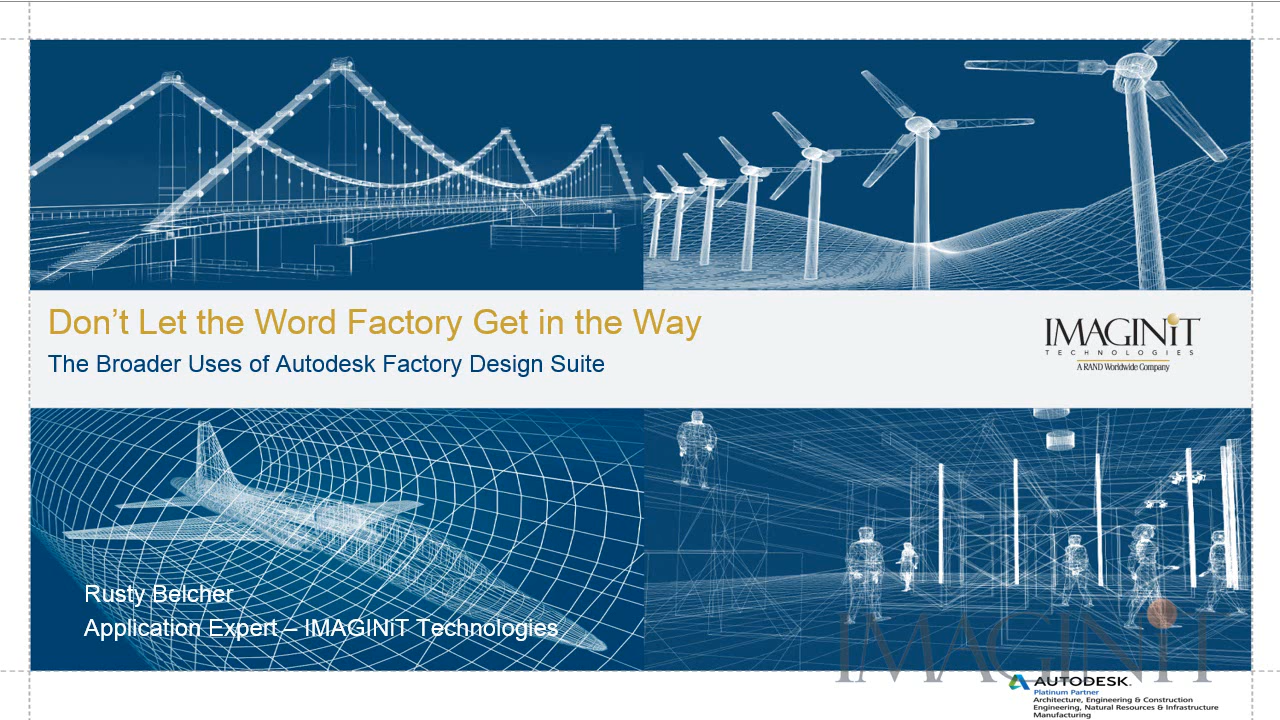 Don't Let the Word Factory Get in the Way
The Broader Uses of Autodesk Factory Design Suite
IMAGINiT
TECHNOLOGIES
A RAND Worldwide Company
Rusty Belcher
Application Expert – IMAGINiT Technologies
IMAGINiT
AUTODESK.
Platinum Partner
Architecture, Engineering & Construction
Engineering, Natural Resources & Infrastructure
Manufacturing